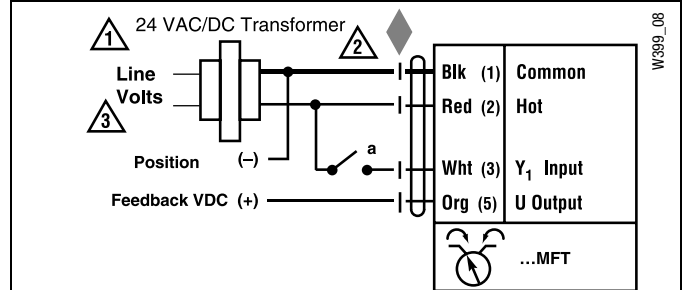 1 24 VAC/DC Transformer
2
W399_08
Line Volts
3
Blk (1) Common
Red (2) Hot
a
Position (–)
Wht (3) Y₁ Input
Feedback VDC (+)
Org (5) U Output
...MFT